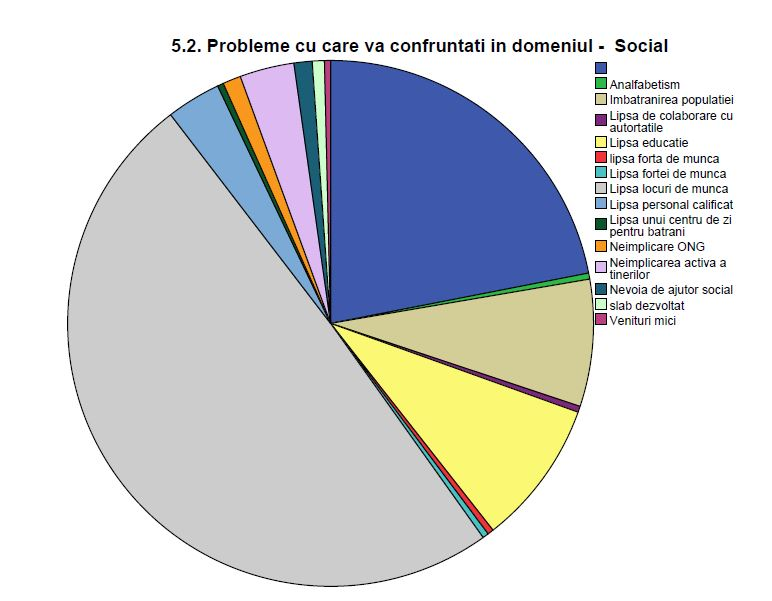 5.2. Probleme cu care va confruntati in domeniul - Social
Analfabetism
Imbatranirea populatiei
Lipsa de colaborare cu
autortatile
Lipsa educatie
lipsa forta de munca
Lipsa fortei de munca
Lipsa locuri de munca
Lipsa personal calificat
Lipsa unui centru de zi
pentru batrani
Neimplicare ONG
Neimplicarea activa a
tinerilor
Nevoia de ajutor social
slab dezvoltat
Venituri mici